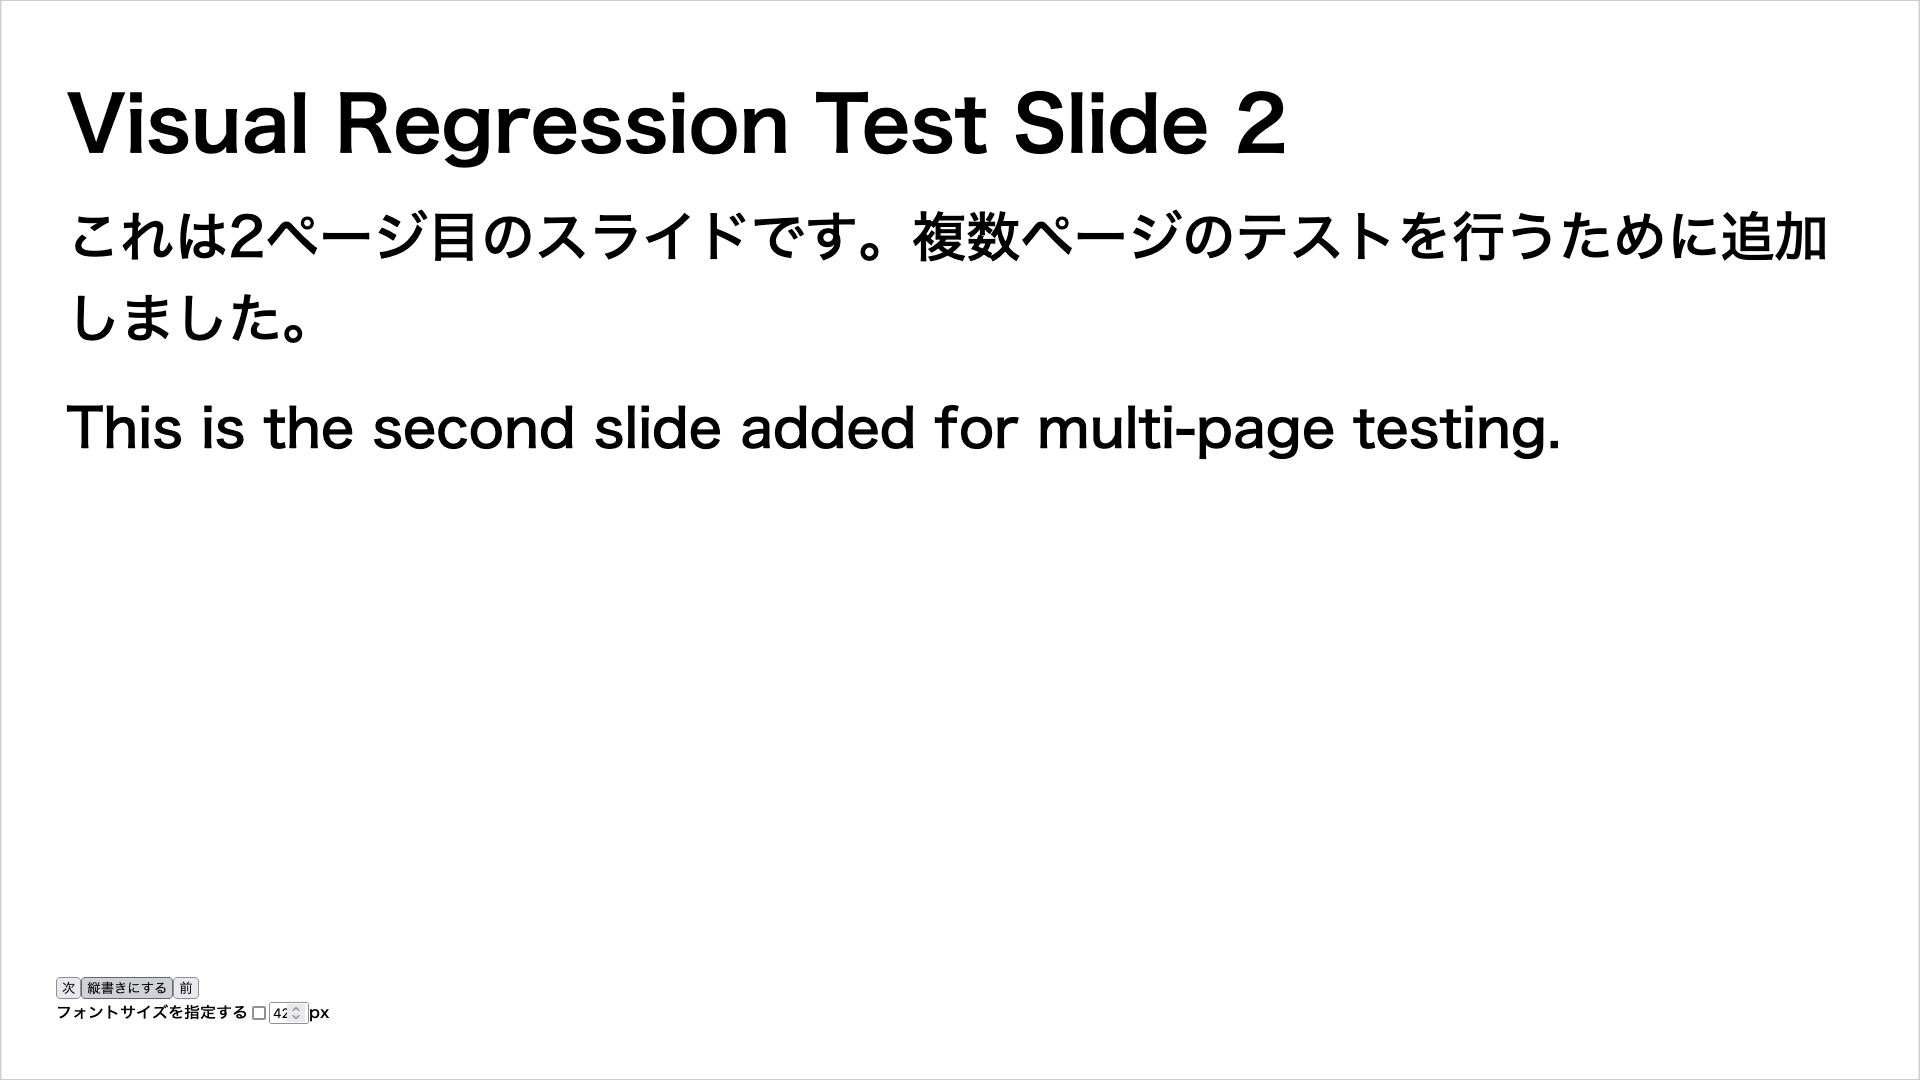 Visual Regression Test Slide 2
これは2ページ目のスライドです。複数ページのテストを行うために追加
しました。
This is the second slide added for multi-page testing.
次 縦書きにする 前
フォントサイズを指定する 42 px